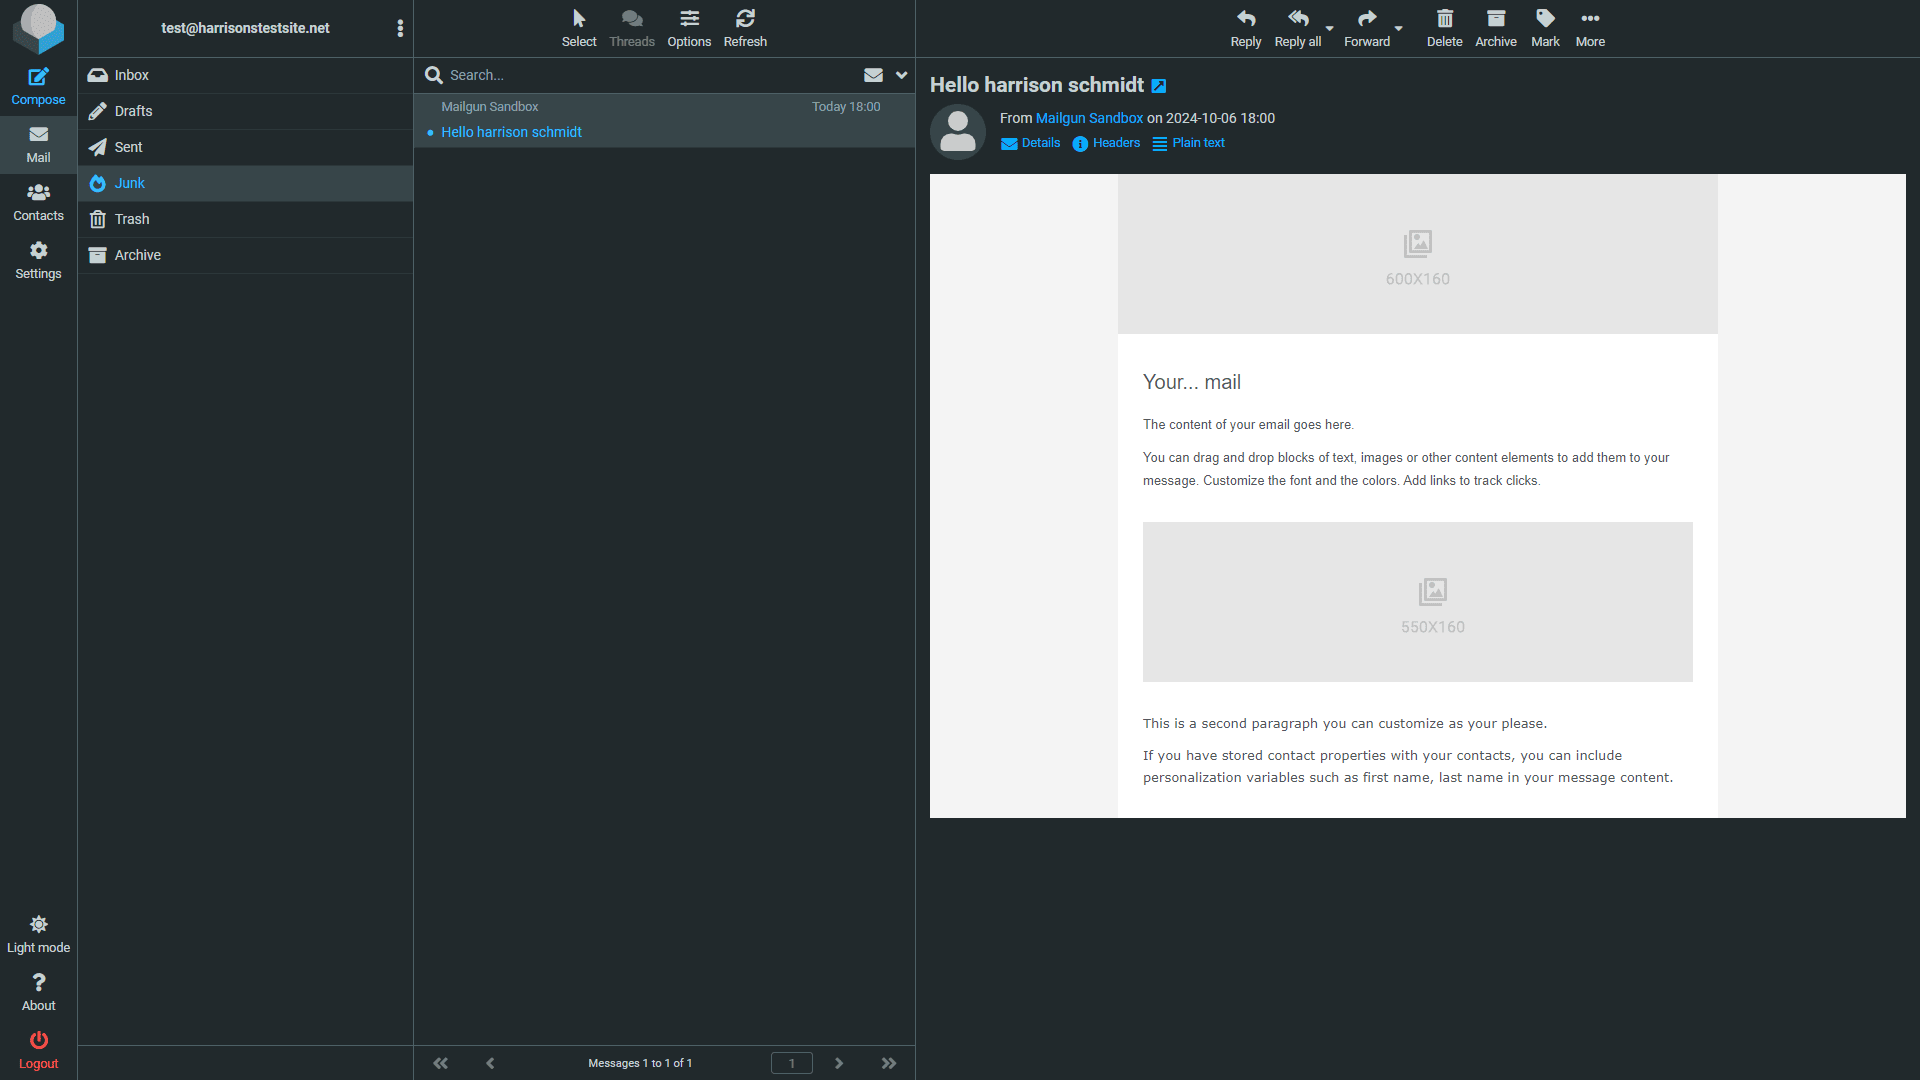 test@harrisonstestsite.net
Select
Threads
Options
Refresh
Reply
Reply all
Forward
Delete
Archive
Mark
More
Compose
Mail
Contacts
Settings
Light mode
About
Logout
Inbox
Drafts
Sent
Junk
Trash
Archive
Search...
Mailgun Sandbox
Today 18:00
Hello harrison schmidt
Messages 1 to 1 of 1
1
Hello harrison schmidt
From Mailgun Sandbox on 2024-10-06 18:00
Details
Headers
Plain text
600X160
Your... mail
The content of your email goes here.
You can drag and drop blocks of text, images or other content elements to add them to your
message. Customize the font and the colors. Add links to track clicks.
550X160
This is a second paragraph you can customize as your please.
If you have stored contact properties with your contacts, you can include
personalization variables such as first name, last name in your message content.